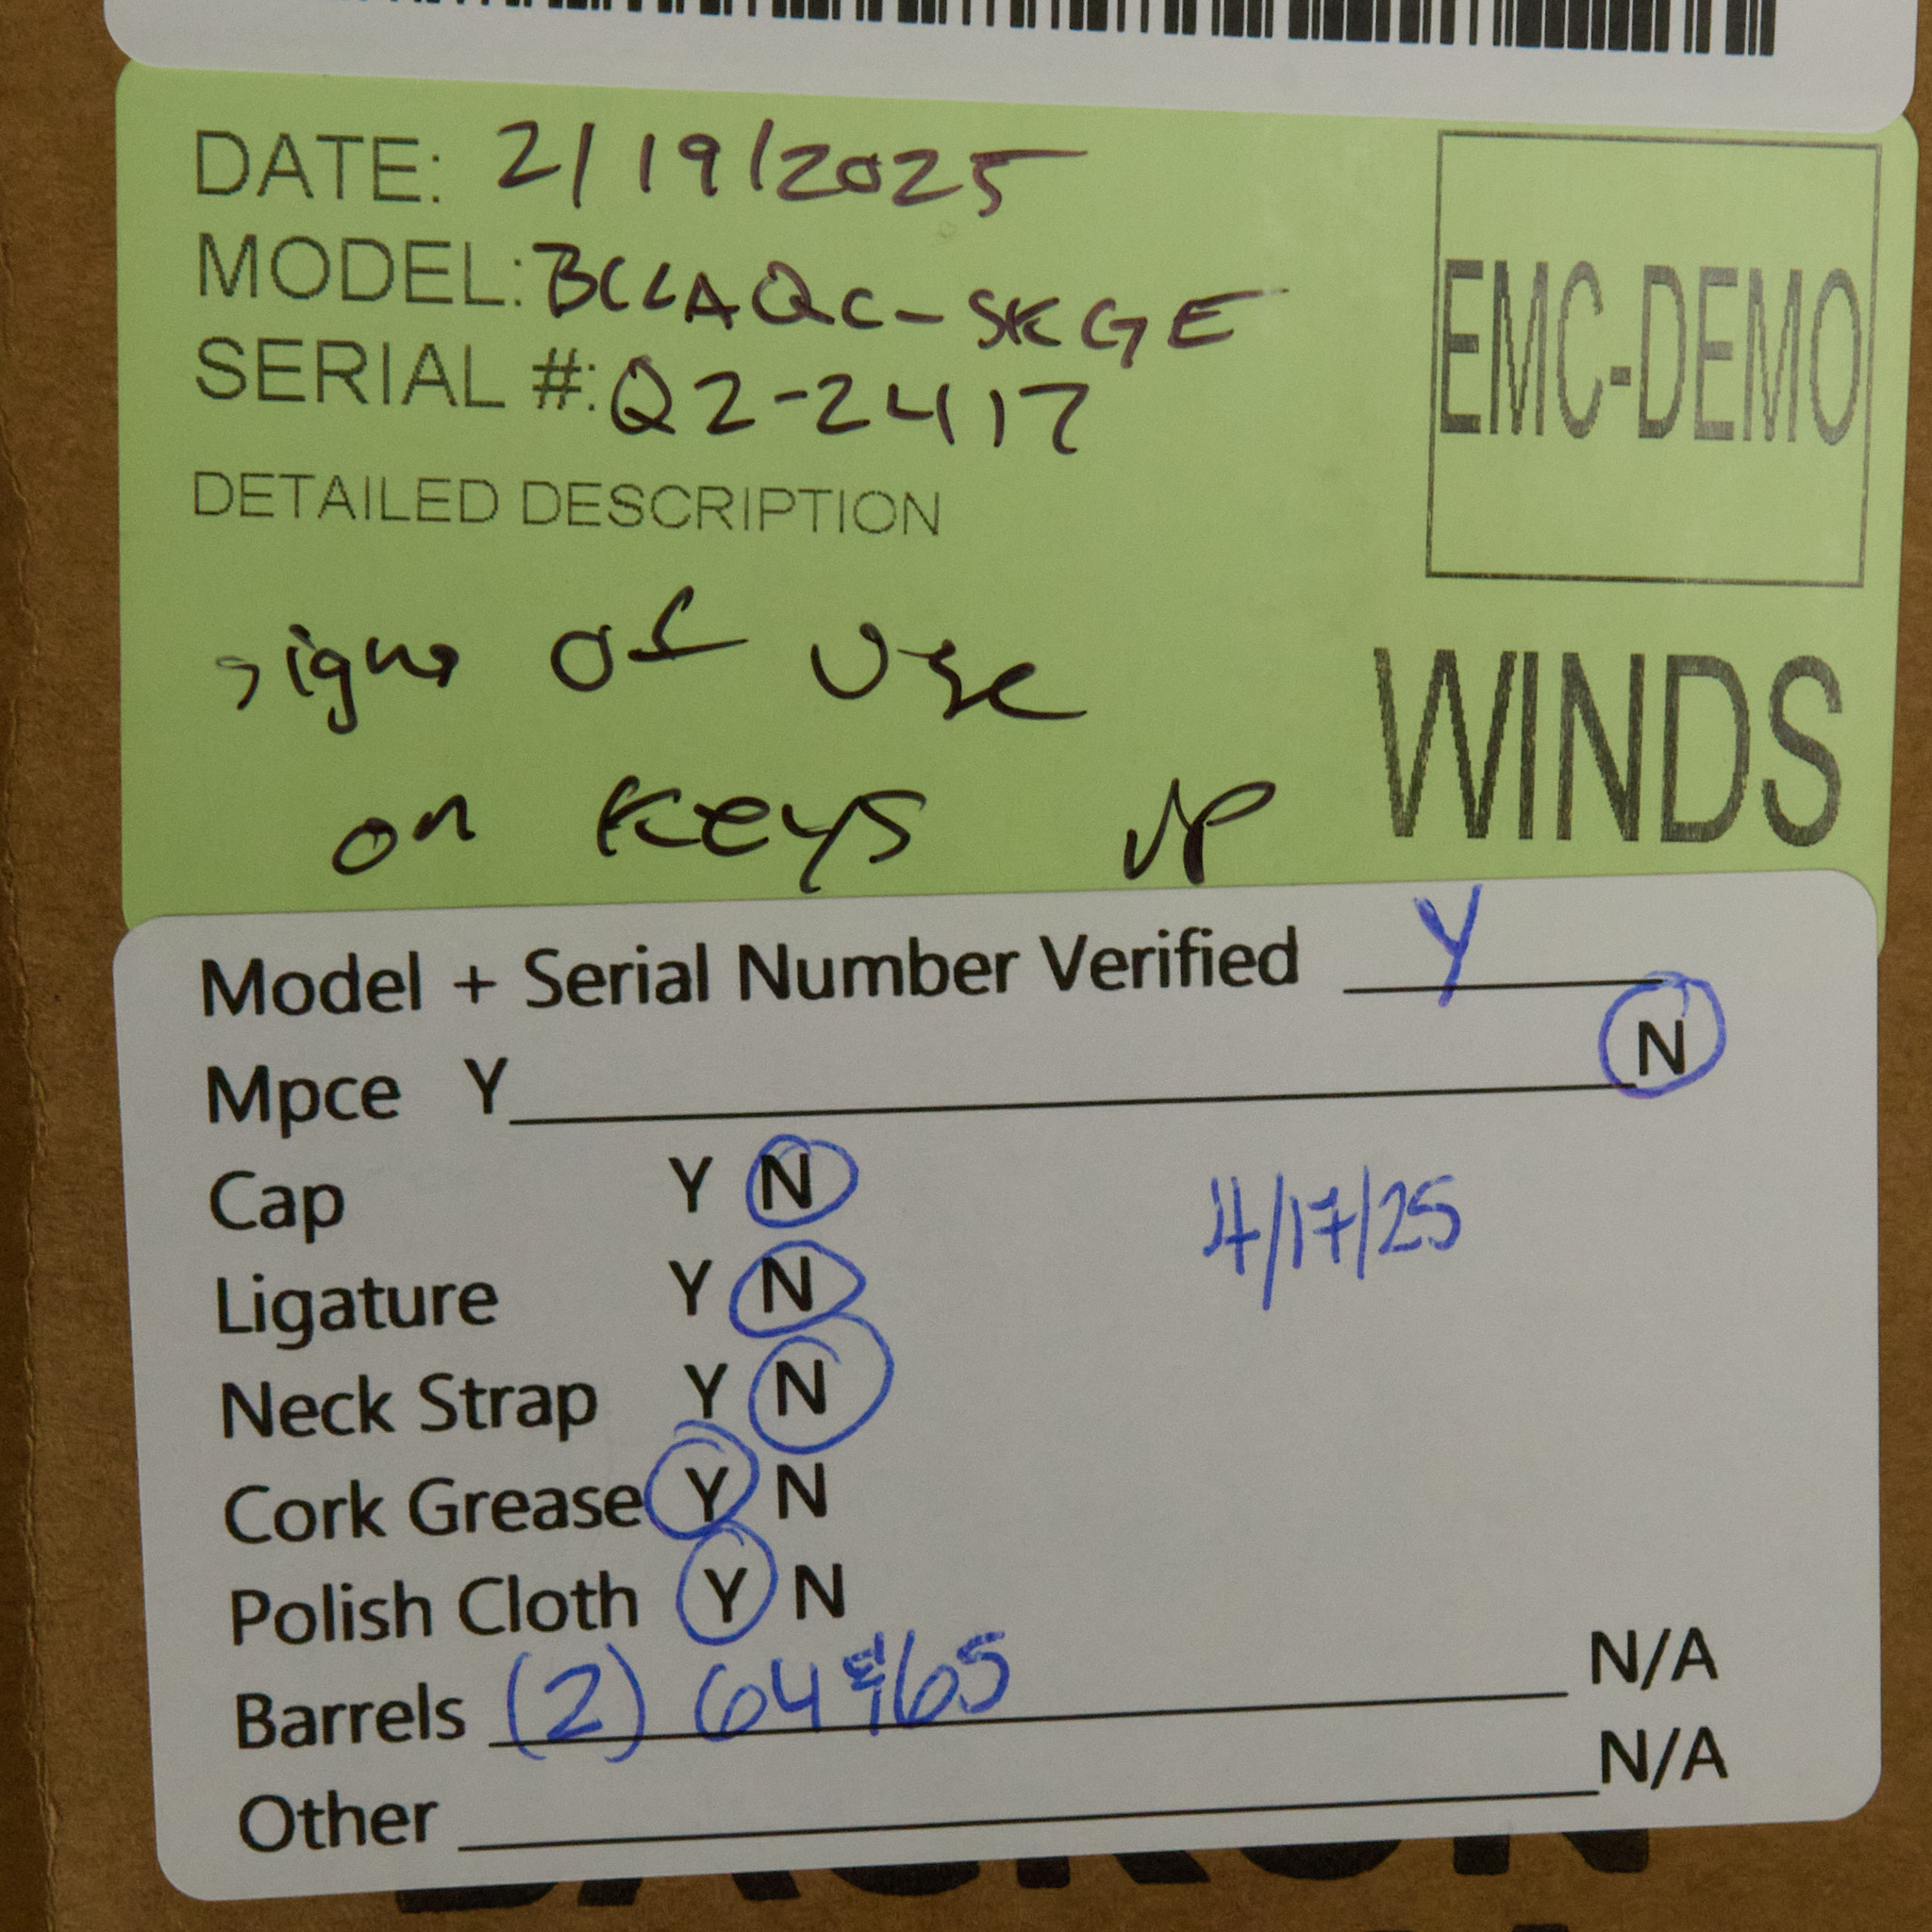 DATE: 2/19/2025
MODEL: BCLAQC-SKGE
SERIAL #: Q2-2417
EMC-DEMO
DETAILED DESCRIPTION
signs of use
on keys
WINDS
Model + Serial Number Verified Y
Mpce Y N
Cap Y N
4/17/25
Ligature Y N
Neck Strap Y N
Cork Grease Y N
Polish Cloth Y N
Barrels (2) 64 & 65 N/A
Other N/A